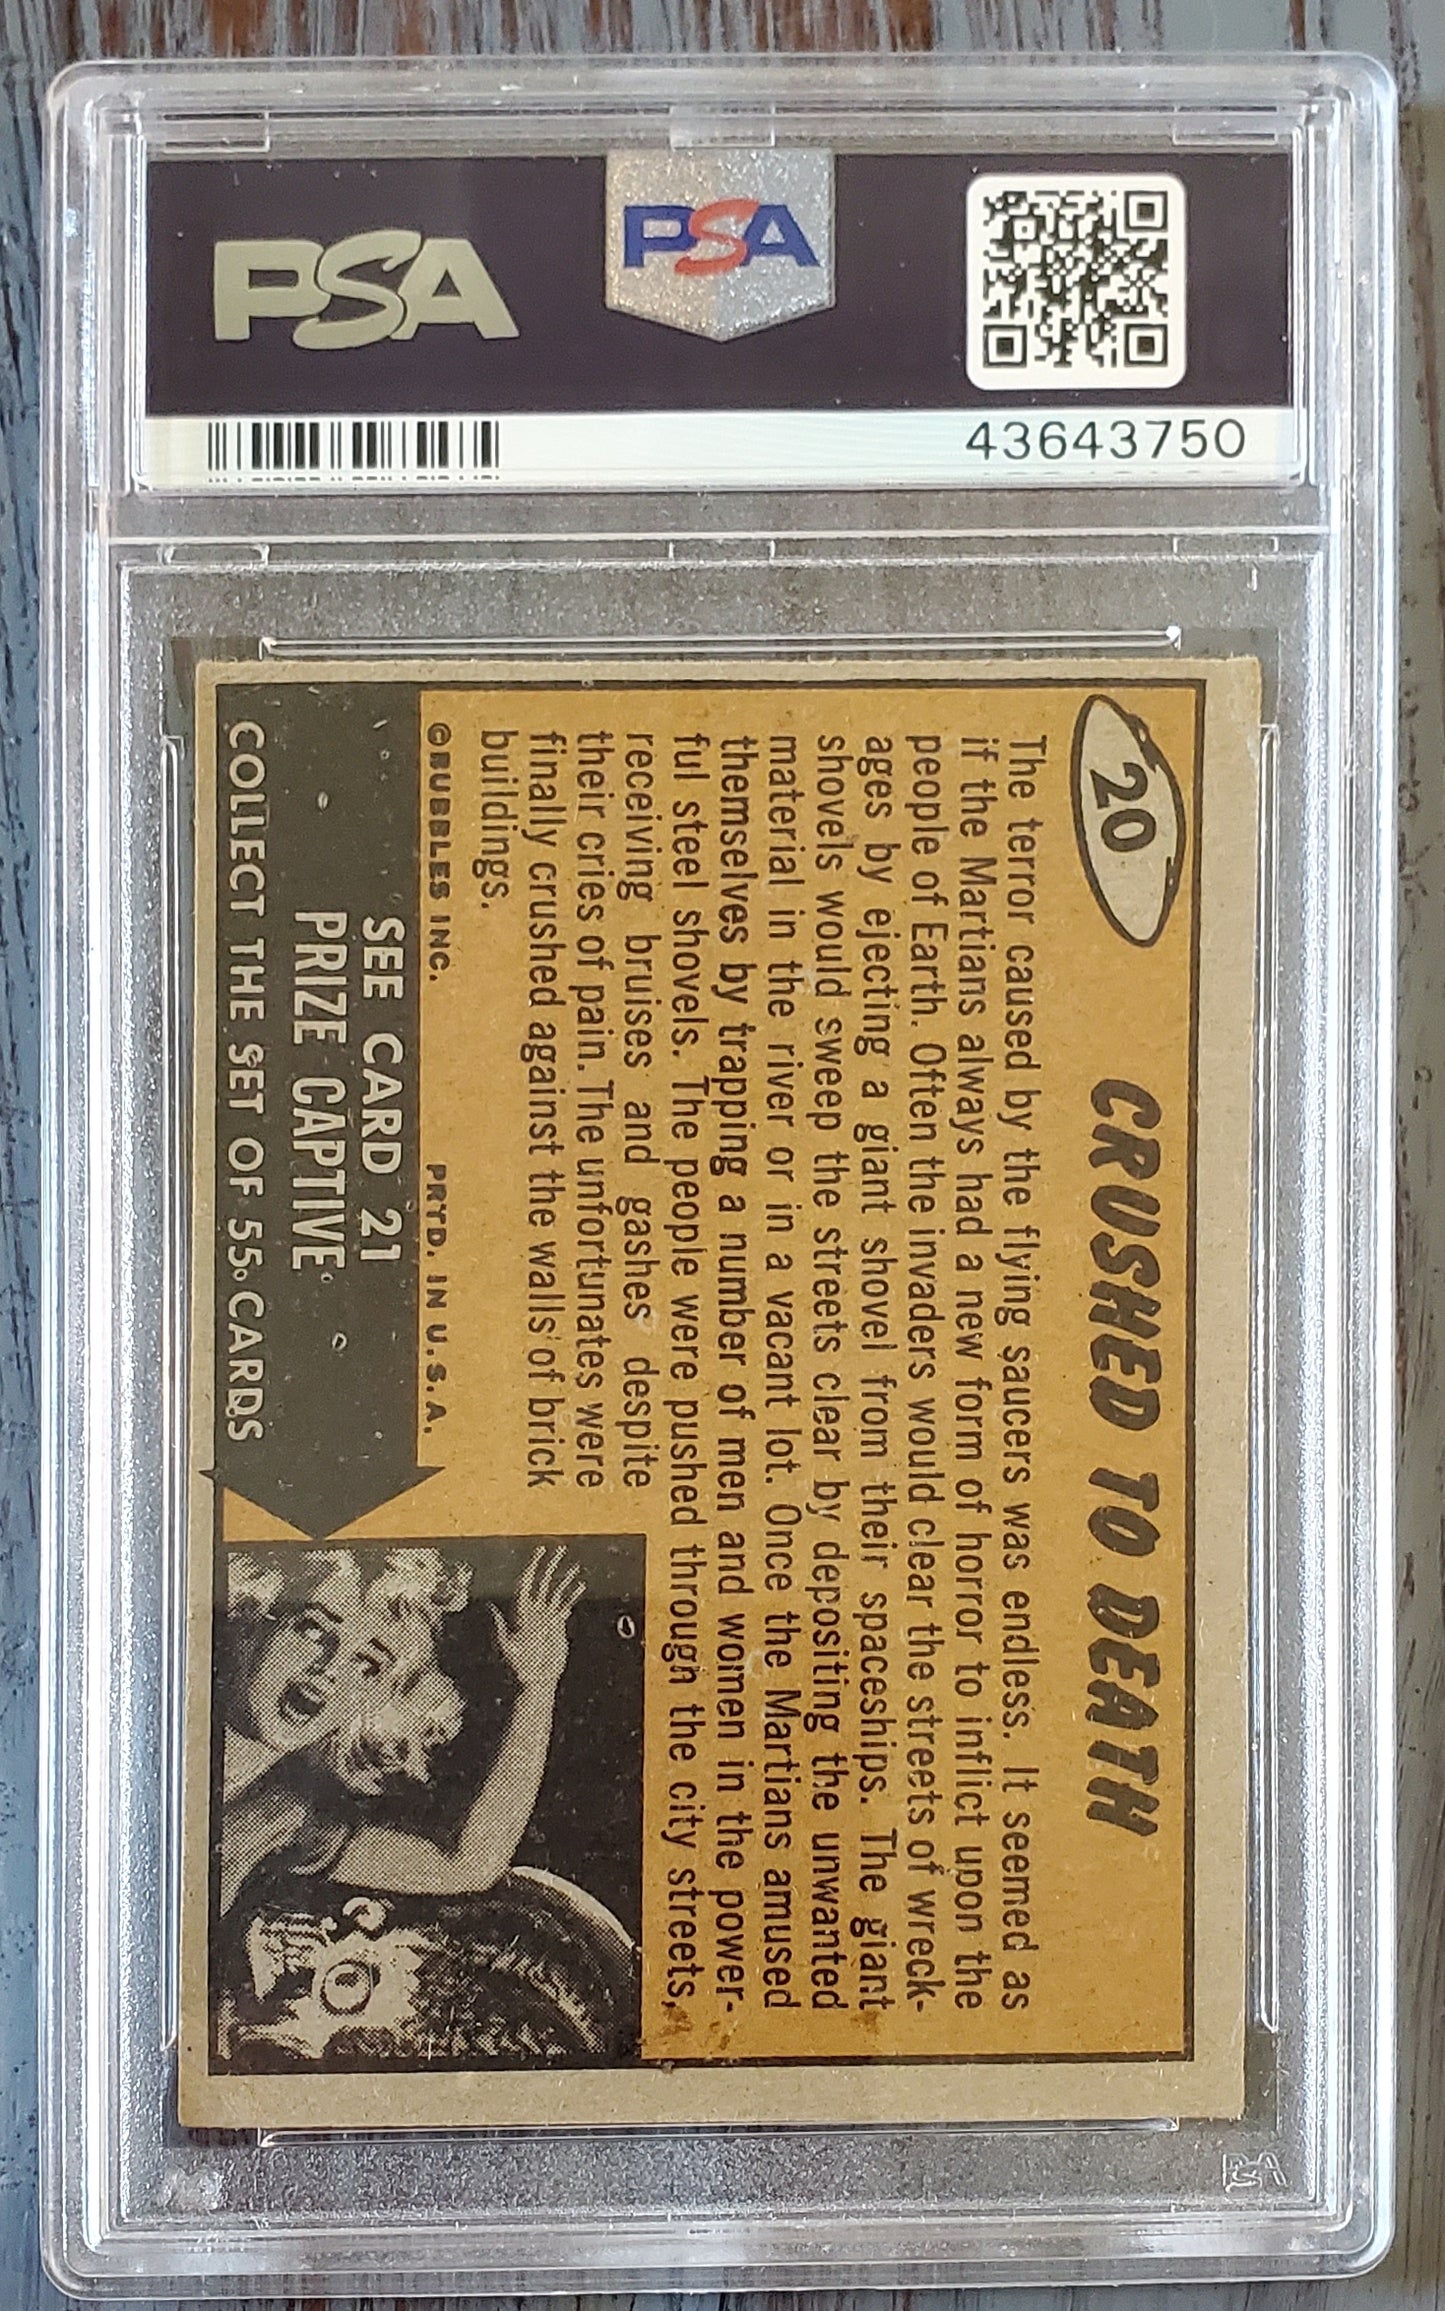 PSA
PSA
43643750
20
CRUSHED TO DEATH
The terror caused by the flying saucers was endless. It seemed as
if the Martians always had a new form of horror to inflict upon the
people of Earth. Often the invaders would clear the streets of wreck-
ages by ejecting a giant shovel from their spaceships. The giant
shovels would sweep the streets clear by depositing the unwanted
material in the river or in a vacant lot. Once the Martians amused
themselves by trapping a number of men and women in the power-
ful steel shovels. The people were pushed through the city streets,
receiving bruises and gashes despite
their cries of pain. The unfortunates were
finally crushed against the walls of brick
buildings.
©BUBBLES INC. PRTD. IN U.S.A.
SEE CARD 21
PRIZE CAPTIVE
COLLECT THE SET OF 55 CARDS
PSA